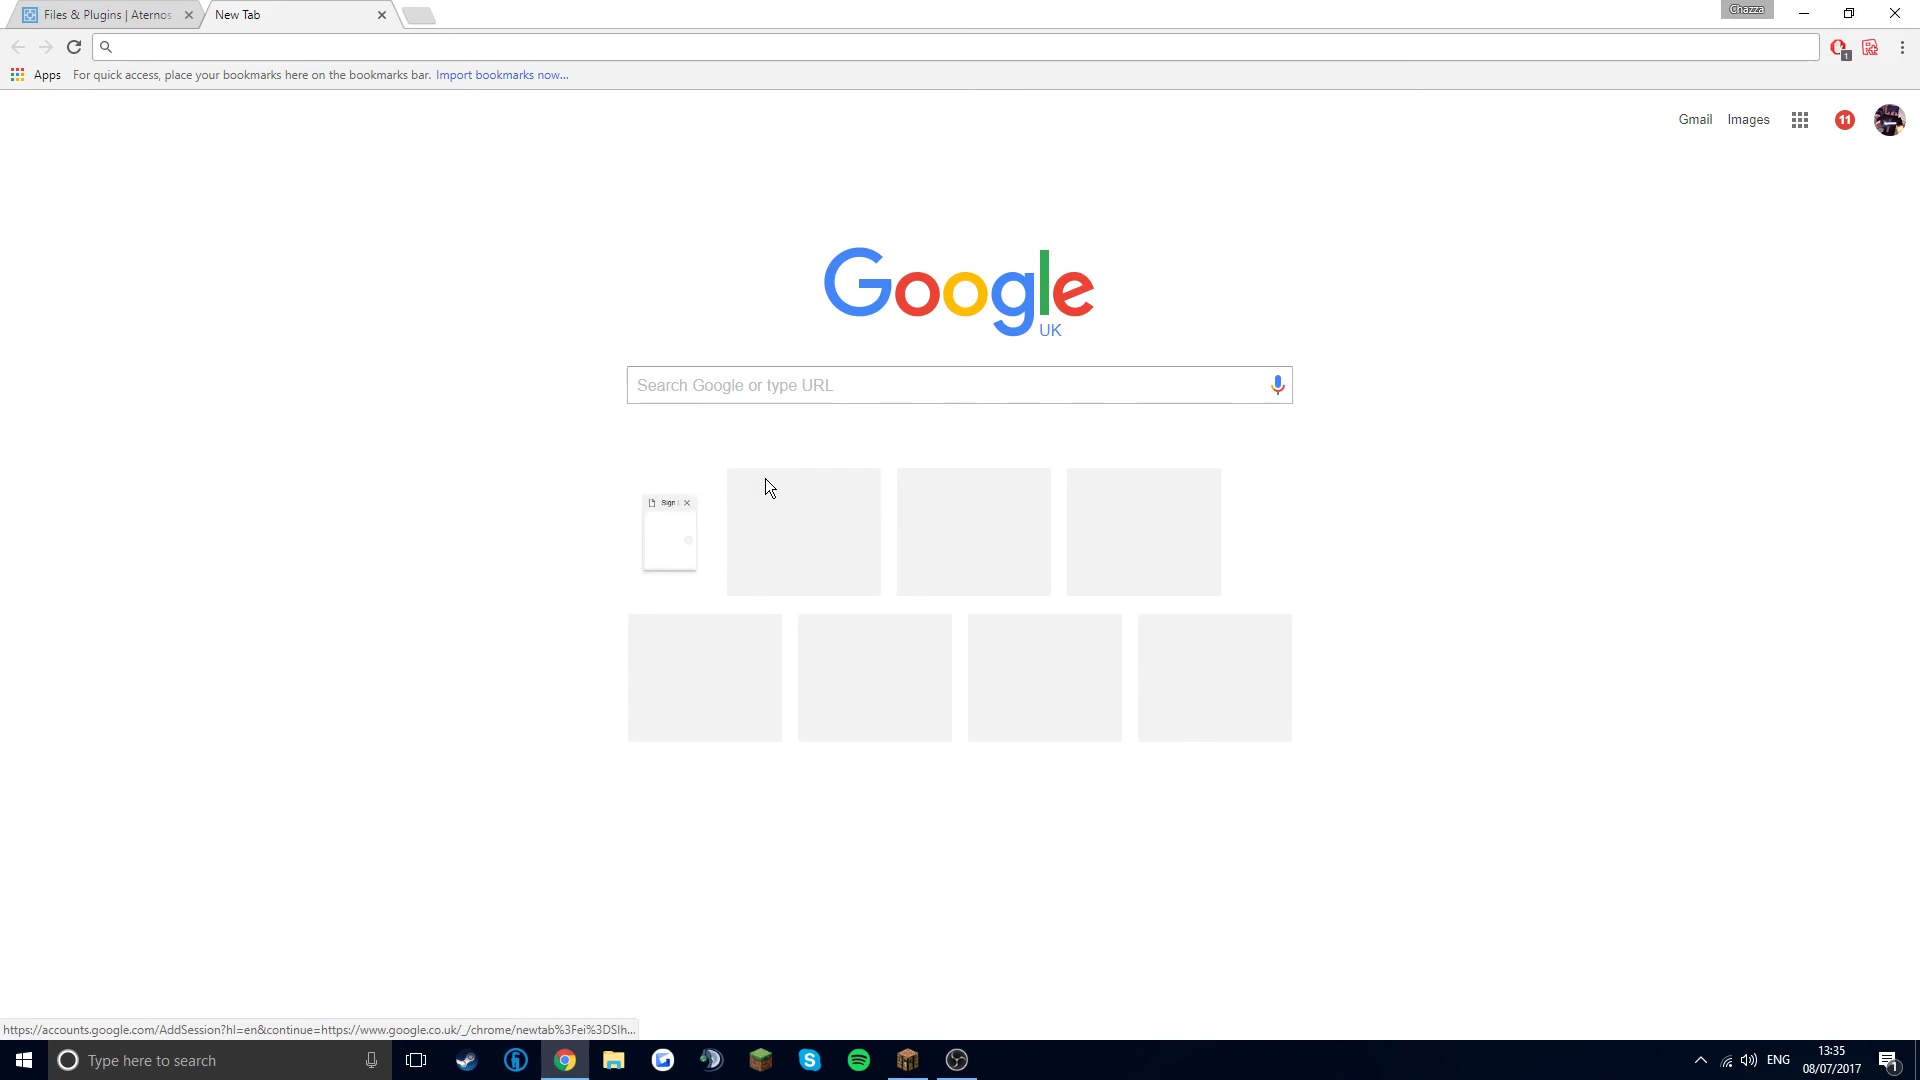 Files & Plugins | Aternos
New Tab
Chazza
1
Apps
For quick access, place your bookmarks here on the bookmarks bar. Import bookmarks now...
Gmail
Images
11
Google
UK
Search Google or type URL
Sign
https://accounts.google.com/AddSession?hl=en&continue=https://www.google.co.uk/_/chrome/newtab%3Fei%3DSlh...
Type here to search
ENG
13:35
08/07/2017
1